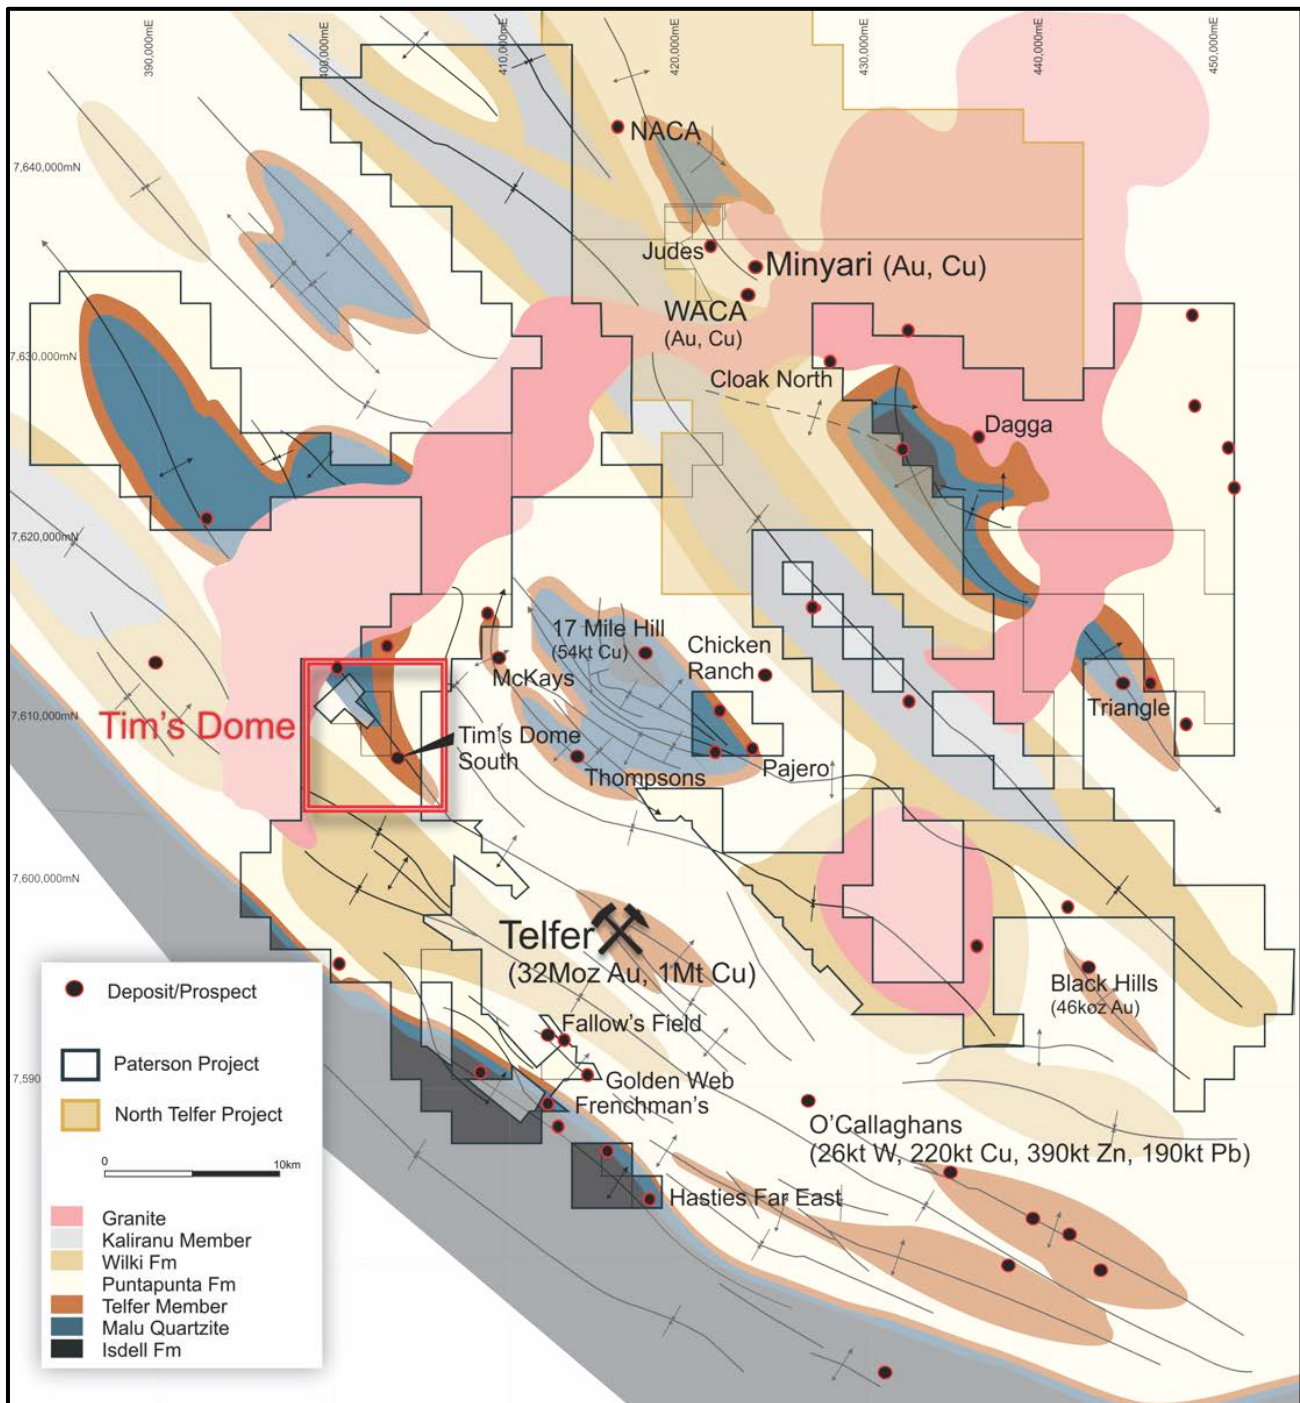 390,000mE
400,000mE
410,000mE
420,000mE
430,000mE
440,000mE
450,000mE
7,640,000mN
NACA
Judes
Minyari (Au, Cu)
WACA
(Au, Cu)
7,630,000mN
Cloak North
Dagga
7,620,000mN
17 Mile Hill
(54kt Cu)
Chicken
Ranch
McKays
7,610,000mN
Tim's Dome
Tim's Dome
South
Triangle
Thompsons
Pajero
7,600,000mN
Telfer
(32Moz Au, 1Mt Cu)
Black Hills
(46koz Au)
Fallow's Field
7,590
Golden Web
Frenchman's
O'Callaghans
(26kt W, 220kt Cu, 390kt Zn, 190kt Pb)
Hasties Far East
Deposit/Prospect
Paterson Project
North Telfer Project
0 10km
Granite
Kaliranu Member
Wilki Fm
Puntapunta Fm
Telfer Member
Malu Quartzite
Isdell Fm